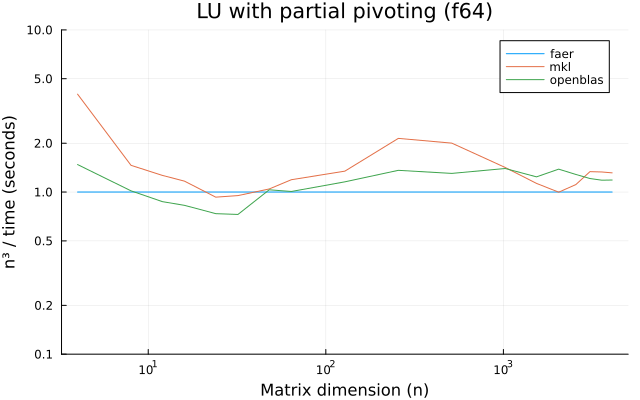 LU with partial pivoting (f64)
faer
mkl
openblas
n³ / time (seconds)
10.0
5.0
2.0
1.0
0.5
0.2
0.1
10¹
10²
10³
Matrix dimension (n)